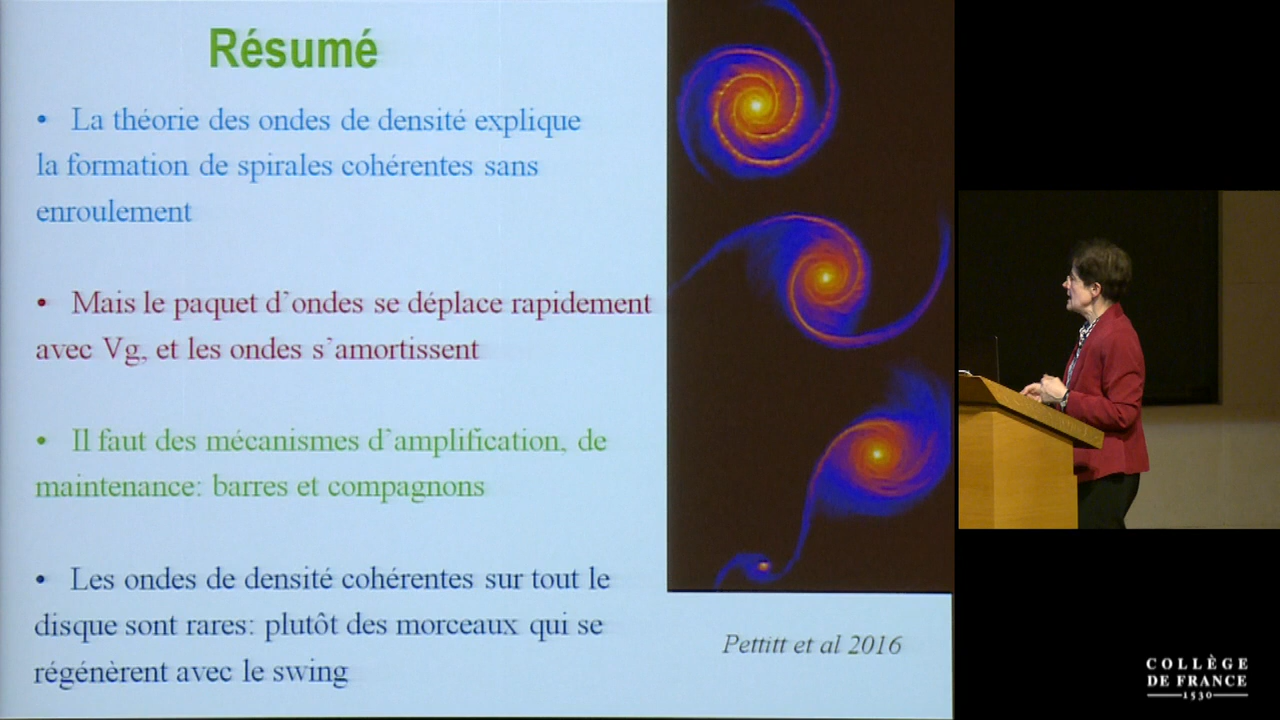 Résumé
• La théorie des ondes de densité explique
la formation de spirales cohérentes sans
enroulement
• Mais le paquet d’ondes se déplace rapidement
avec Vg, et les ondes s’amortissent
• Il faut des mécanismes d’amplification, de
maintenance: barres et compagnons
• Les ondes de densité cohérentes sur tout le
disque sont rares: plutôt des morceaux qui se
régénèrent avec le swing
Pettitt et al 2016
COLLÈGE
DE FRANCE
1530